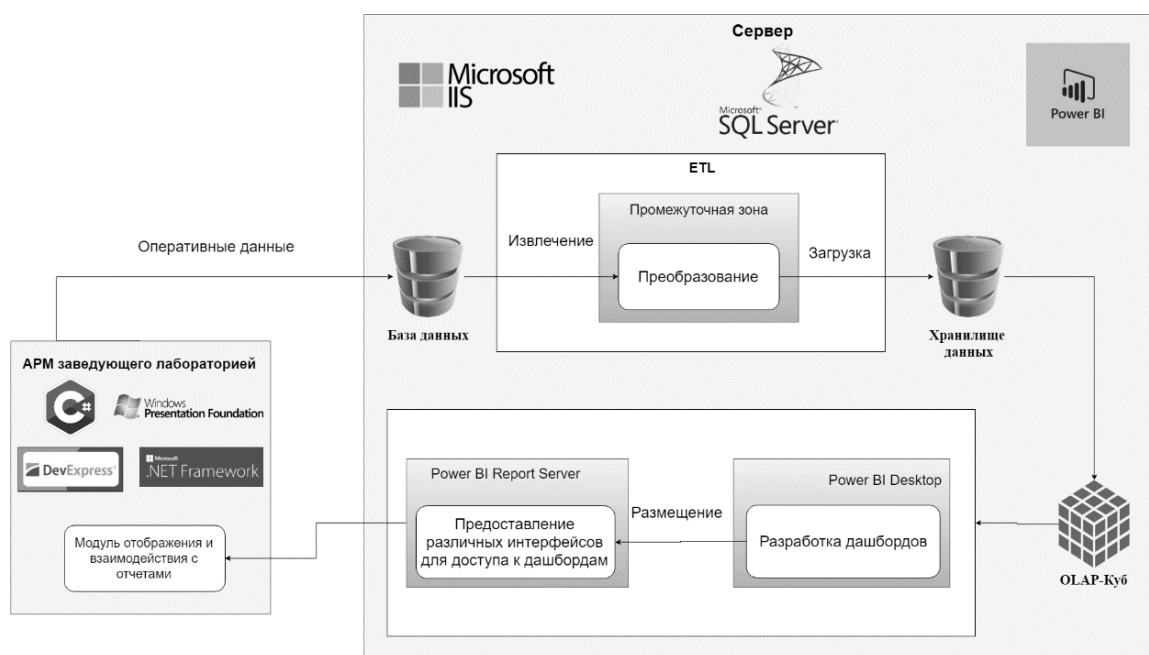 Сервер
Microsoft
IIS
Microsoft®
SQL Server®
Power BI
ETL
Промежуточная зона
Оперативные данные
Извлечение
Преобразование
Загрузка
База данных
Хранилище
данных
АРМ заведующего лабораторией
C#
Windows
Presentation Foundation
DevExpress®
Microsoft
.NET Framework
Модуль отображения и
взаимодействия с
отчетами
Power BI Report Server
Предоставление
различных интерфейсов
для доступа к дашбордам
Размещение
Power BI Desktop
Разработка дашбордов
OLAP-Куб